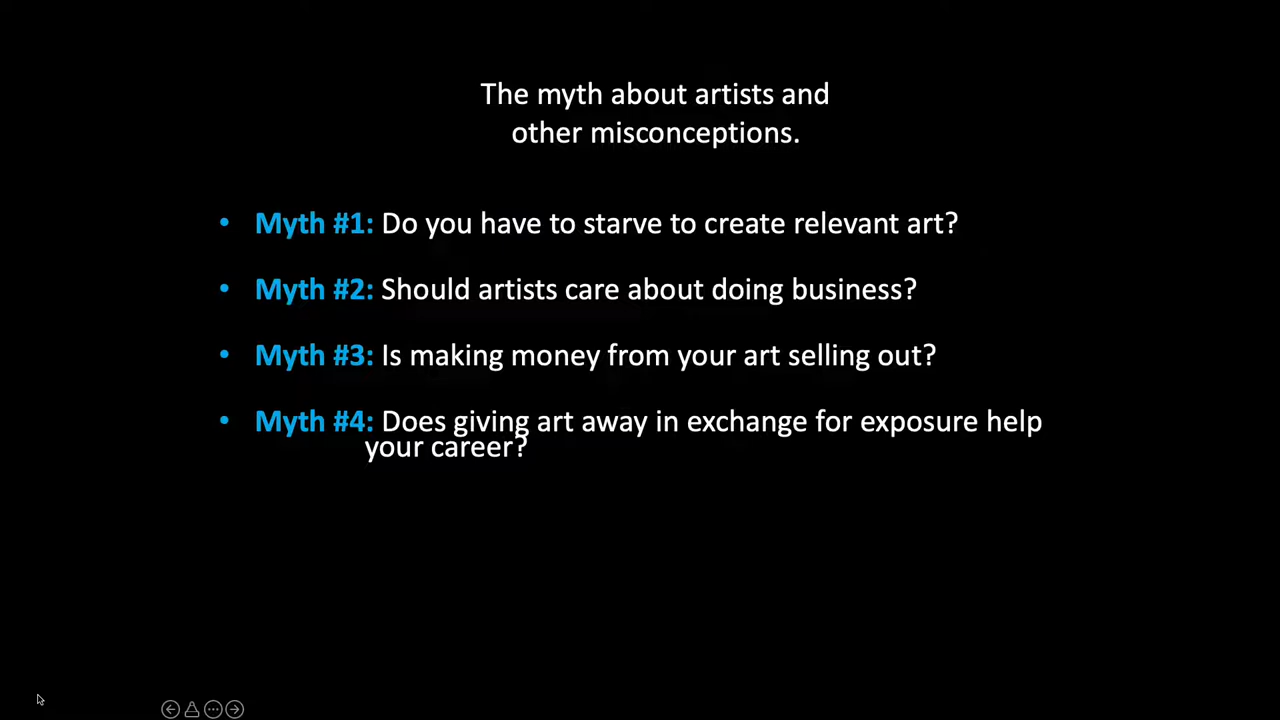 The myth about artists and
other misconceptions.
• Myth #1: Do you have to starve to create relevant art?
• Myth #2: Should artists care about doing business?
• Myth #3: Is making money from your art selling out?
• Myth #4: Does giving art away in exchange for exposure help
your career?